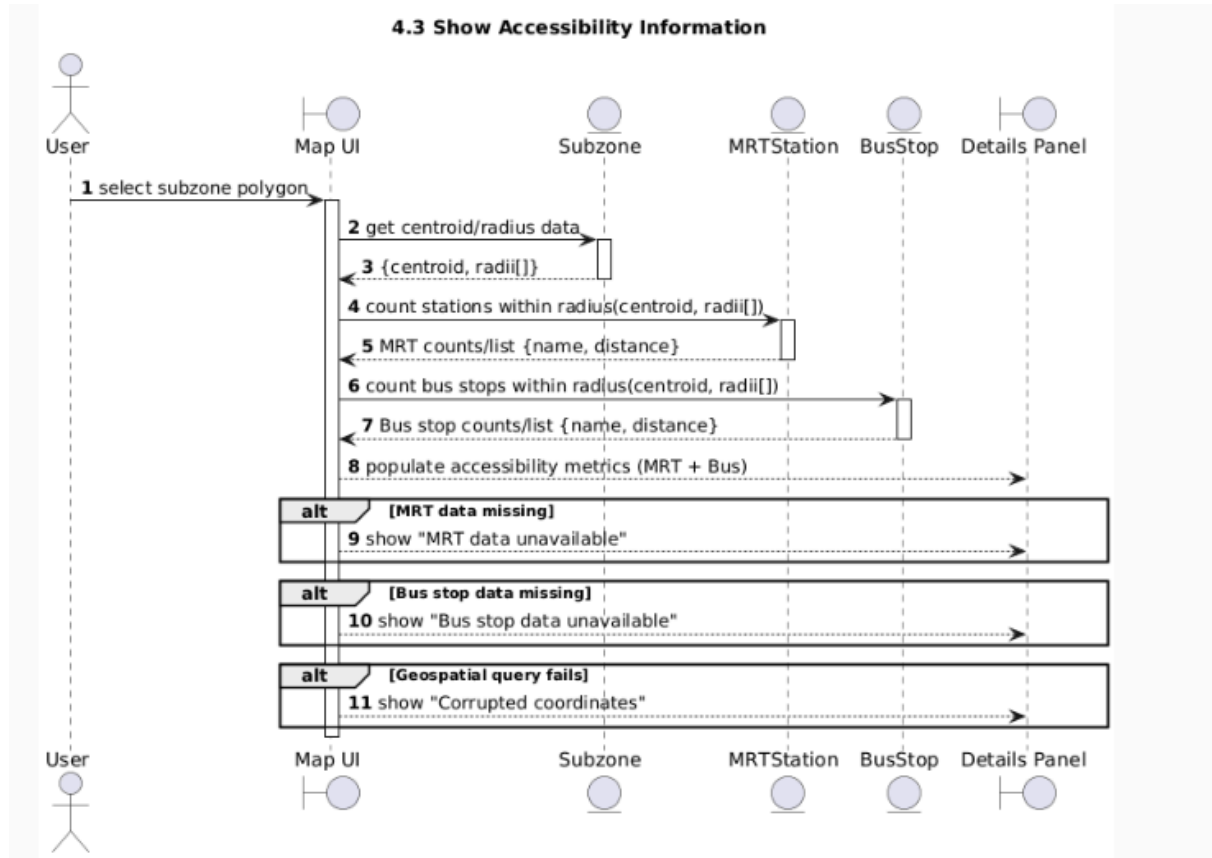 4.3 Show Accessibility Information
User Map UI Subzone MRTStation BusStop Details Panel
1 select subzone polygon
2 get centroid/radius data
3 {centroid, radii[]}
4 count stations within radius(centroid, radii[])
5 MRT counts/list {name, distance}
6 count bus stops within radius(centroid, radii[])
7 Bus stop counts/list {name, distance}
8 populate accessibility metrics (MRT + Bus)
alt [MRT data missing]
9 show "MRT data unavailable"
alt [Bus stop data missing]
10 show "Bus stop data unavailable"
alt [Geospatial query fails]
11 show "Corrupted coordinates"
User Map UI Subzone MRTStation BusStop Details Panel